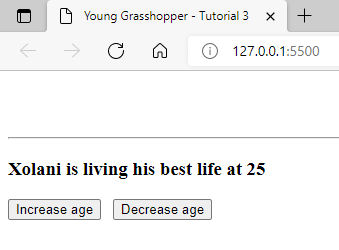 Young Grasshopper - Tutorial 3
127.0.0.1:5500
Xolani is living his best life at 25
Increase age Decrease age